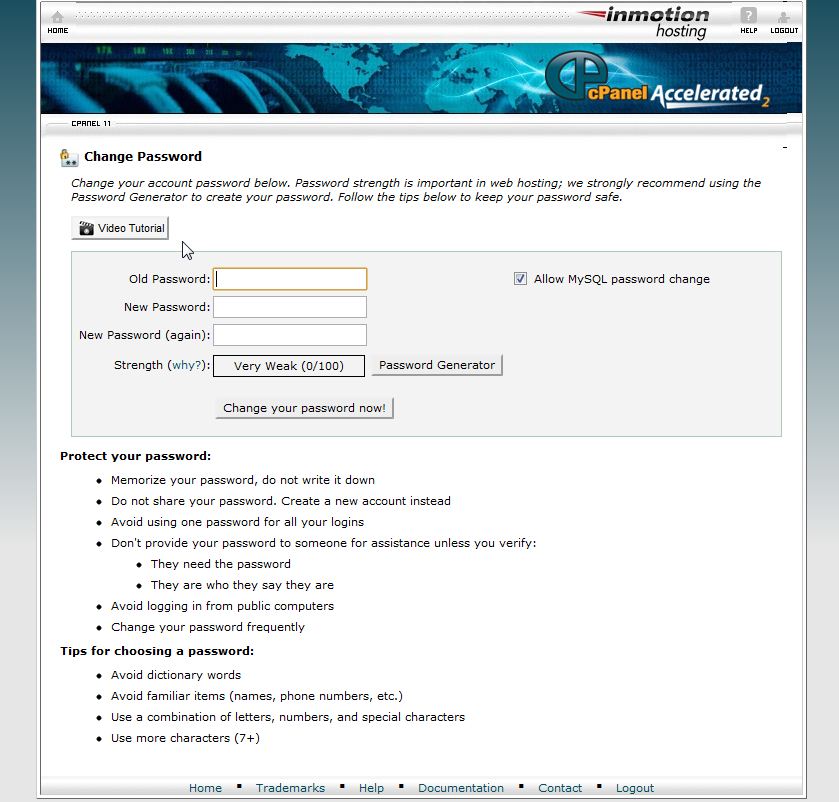 HOME
inmotion
hosting
HELP
LOGOUT
cPanel Accelerated2
CPANEL 11
Change Password
Change your account password below. Password strength is important in web hosting; we strongly recommend using the
Password Generator to create your password. Follow the tips below to keep your password safe.
Video Tutorial
Old Password:
Allow MySQL password change
New Password:
New Password (again):
Strength (why?):
Very Weak (0/100)
Password Generator
Change your password now!
Protect your password:
Memorize your password, do not write it down
Do not share your password. Create a new account instead
Avoid using one password for all your logins
Don't provide your password to someone for assistance unless you verify:
They need the password
They are who they say they are
Avoid logging in from public computers
Change your password frequently
Tips for choosing a password:
Avoid dictionary words
Avoid familiar items (names, phone numbers, etc.)
Use a combination of letters, numbers, and special characters
Use more characters (7+)
Home ▪ Trademarks ▪ Help ▪ Documentation ▪ Contact ▪ Logout